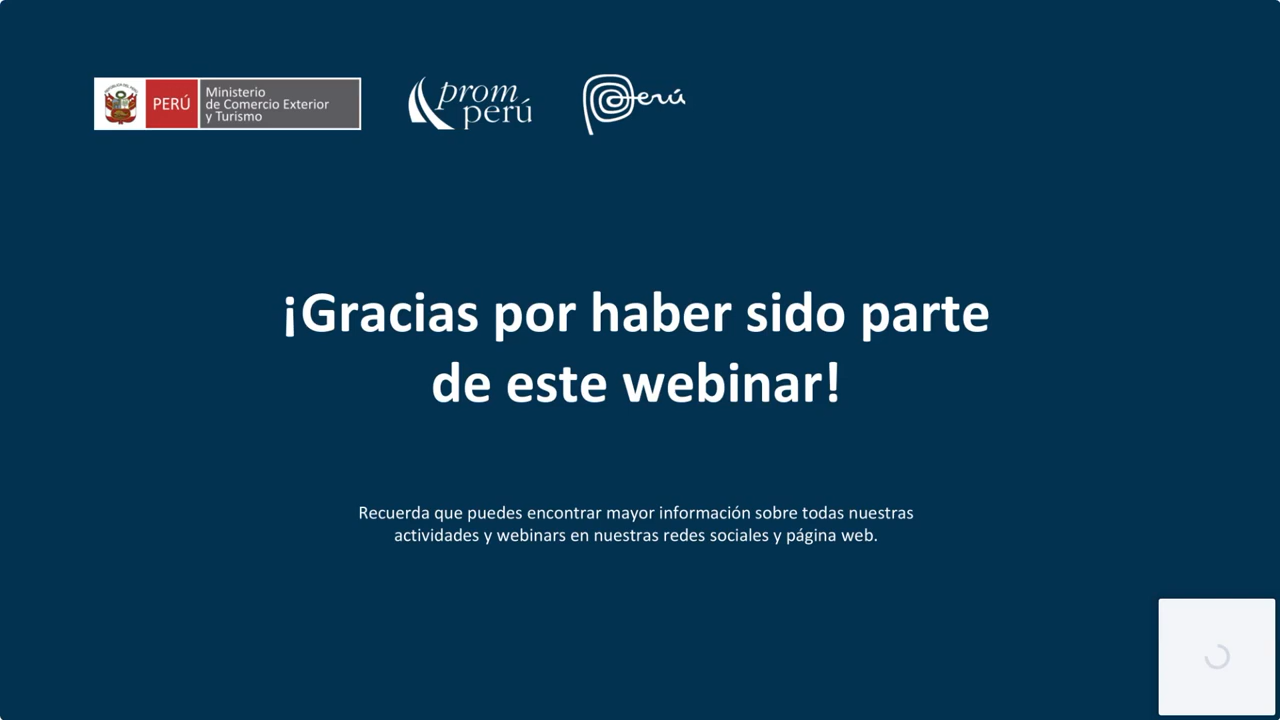 PERÚ
Ministerio
de Comercio Exterior
y Turismo
prom
perú
Perú
¡Gracias por haber sido parte
de este webinar!
Recuerda que puedes encontrar mayor información sobre todas nuestras
actividades y webinars en nuestras redes sociales y página web.